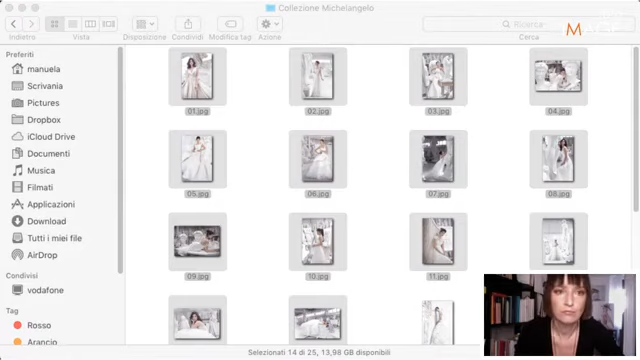 Collezione Michelangelo
Indietro
Vista
Disposizione
Condividi
Modifica tag
Azione
Ricerca
Cerca
Preferiti
manuela
Scrivania
Pictures
Dropbox
iCloud Drive
Documenti
Musica
Filmati
Applicazioni
Download
Tutti i miei file
AirDrop
Condivisi
vodafone
Tag
Rosso
Arancio
01.jpg
02.jpg
03.jpg
04.jpg
05.jpg
06.jpg
07.jpg
08.jpg
09.jpg
10.jpg
11.jpg
Selezionati 14 di 25, 13,98 GB disponibili